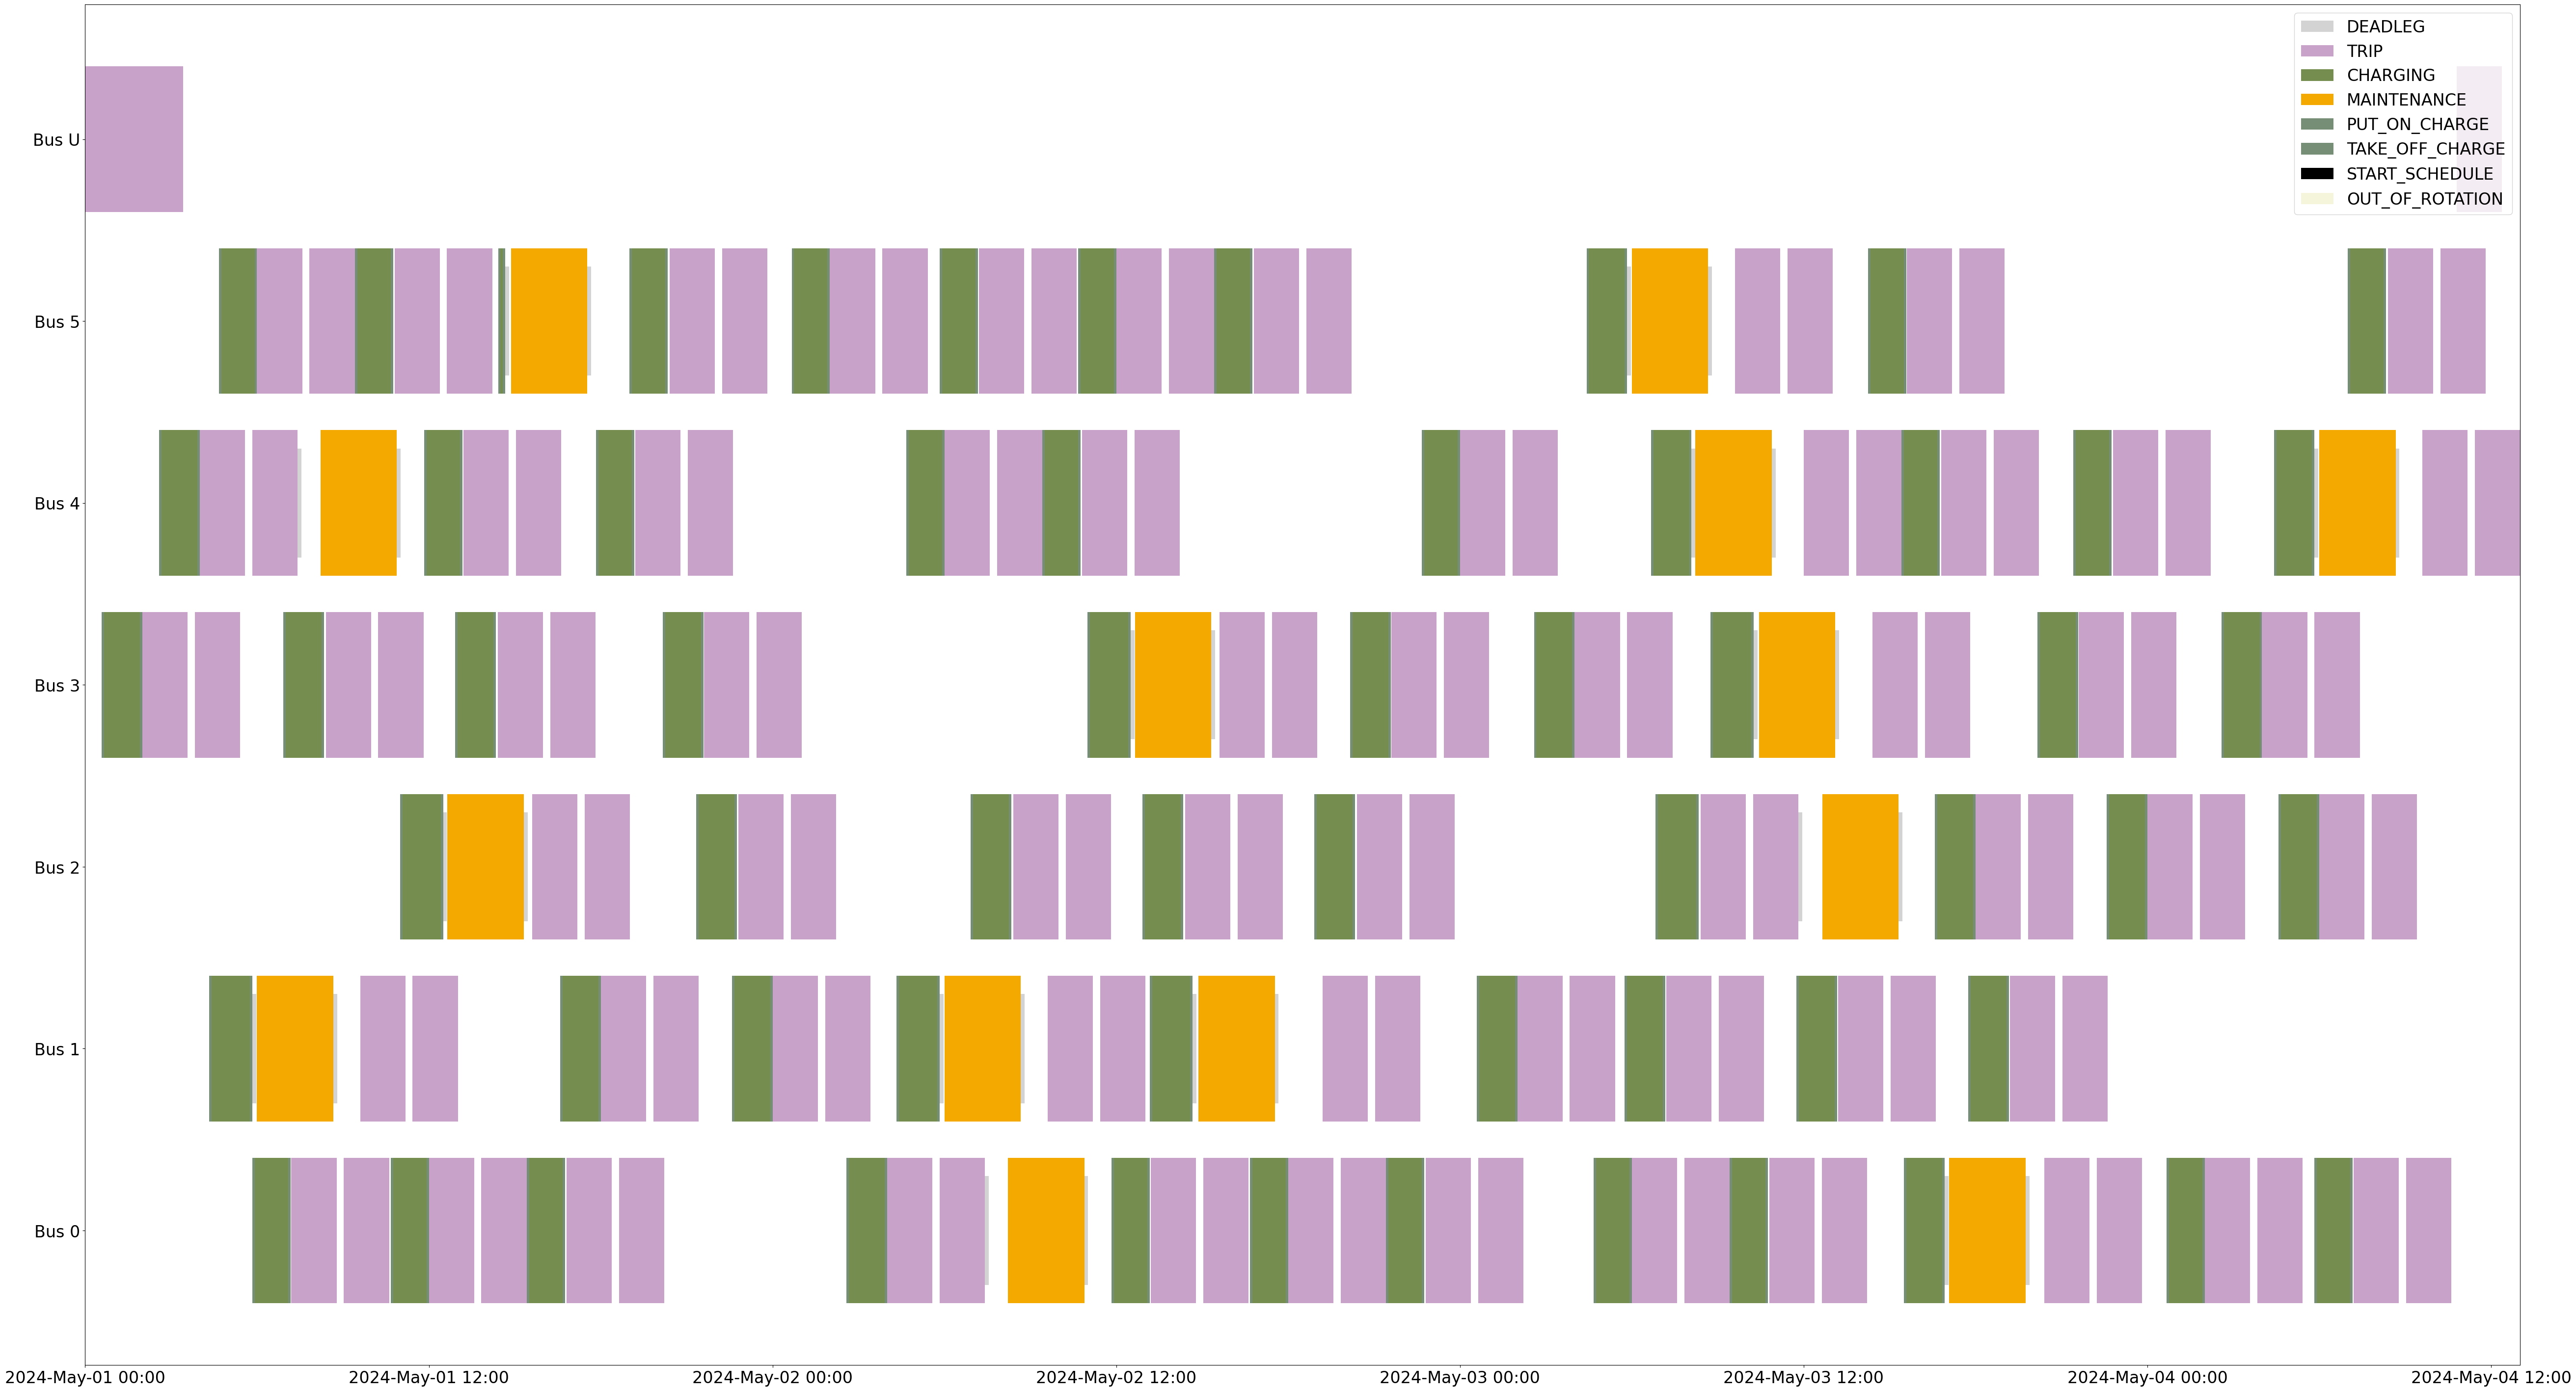 DEADLEG
TRIP
CHARGING
MAINTENANCE
PUT_ON_CHARGE
TAKE_OFF_CHARGE
START_SCHEDULE
OUT_OF_ROTATION
Bus U
Bus 5
Bus 4
Bus 3
Bus 2
Bus 1
Bus 0
2024-May-01 00:00 2024-May-01 12:00 2024-May-02 00:00 2024-May-02 12:00 2024-May-03 00:00 2024-May-03 12:00 2024-May-04 00:00 2024-May-04 12:00